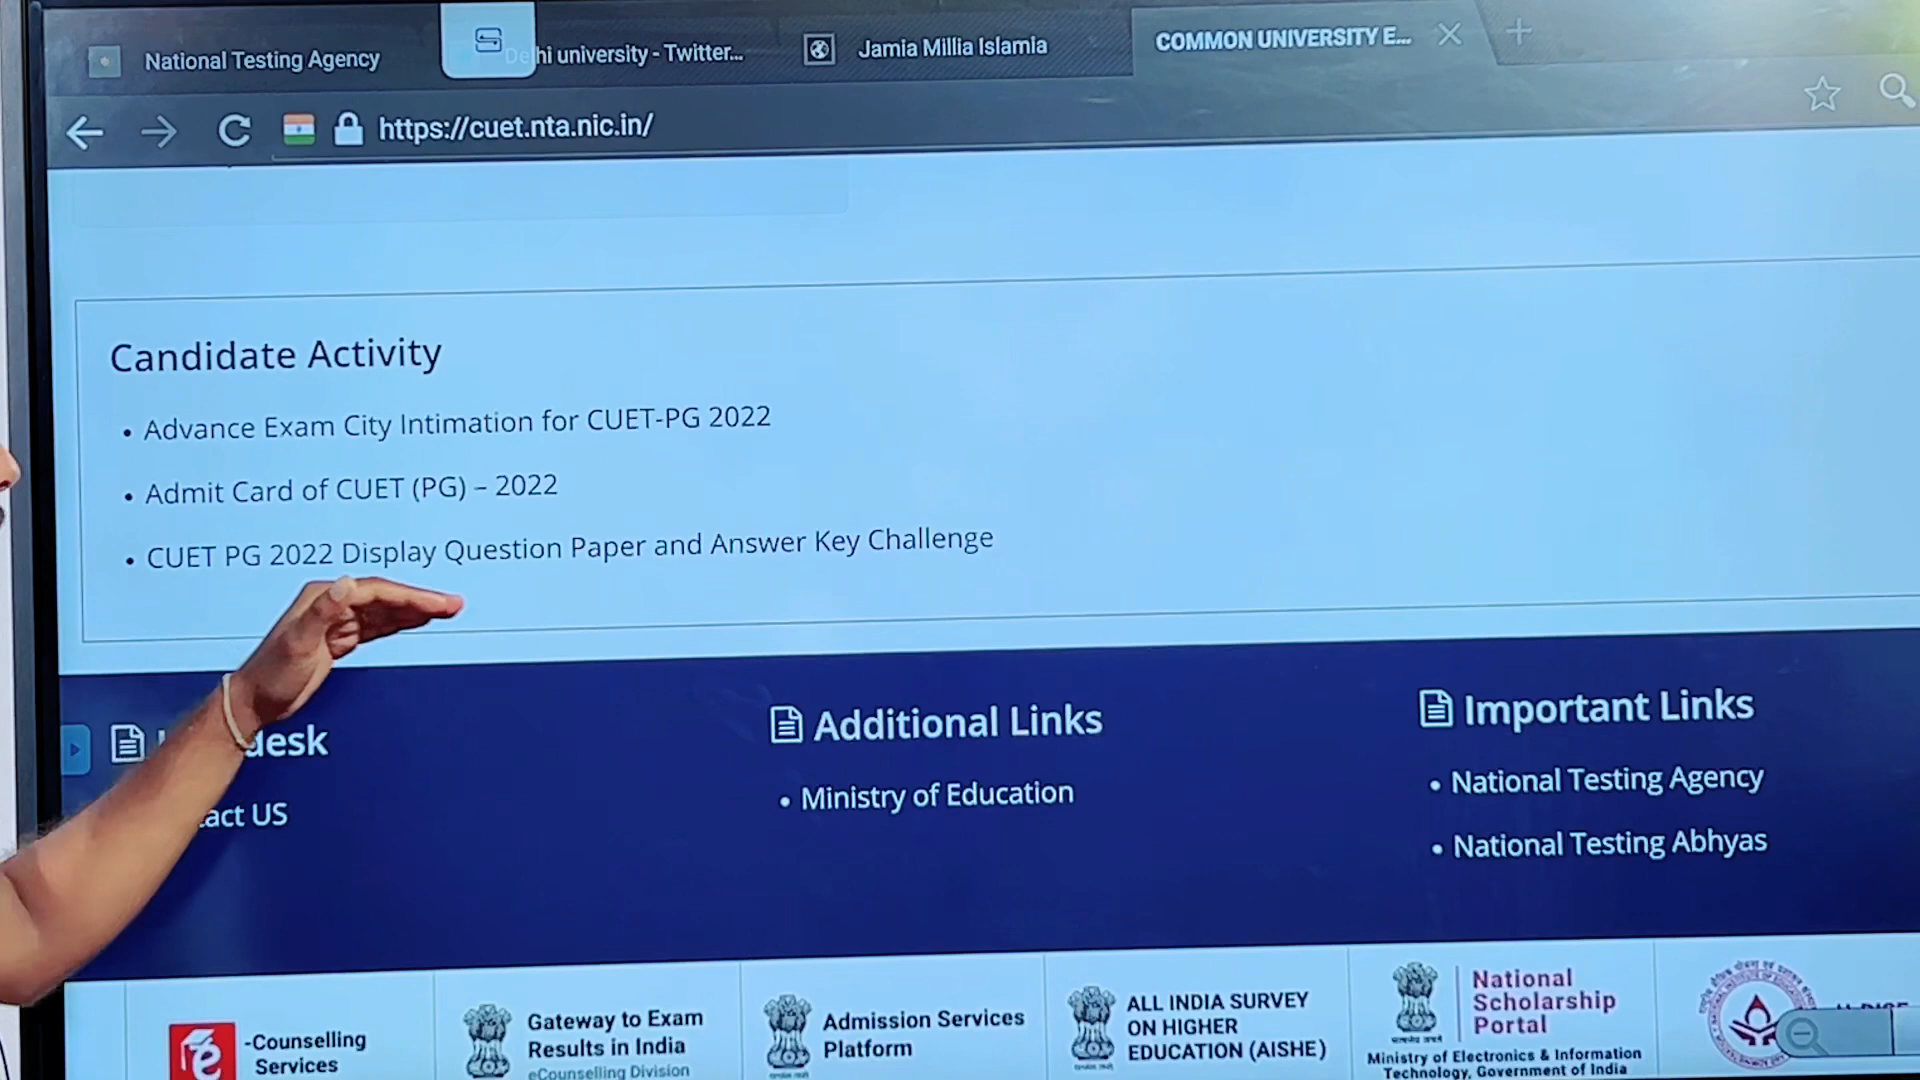 National Testing Agency
hi university - Twitter...
Jamia Millia Islamia
COMMON UNIVERSITY E...
https://cuet.nta.nic.in/
Candidate Activity
• Advance Exam City Intimation for CUET-PG 2022
• Admit Card of CUET (PG) – 2022
• CUET PG 2022 Display Question Paper and Answer Key Challenge
desk
act US
Additional Links
• Ministry of Education
Important Links
• National Testing Agency
• National Testing Abhyas
-Counselling
Services
Gateway to Exam
Results in India
eCounselling Division
Admission Services
Platform
ALL INDIA SURVEY
ON HIGHER
EDUCATION (AISHE)
National
Scholarship
Portal
Ministry of Electronics & Information
Technology, Government of India